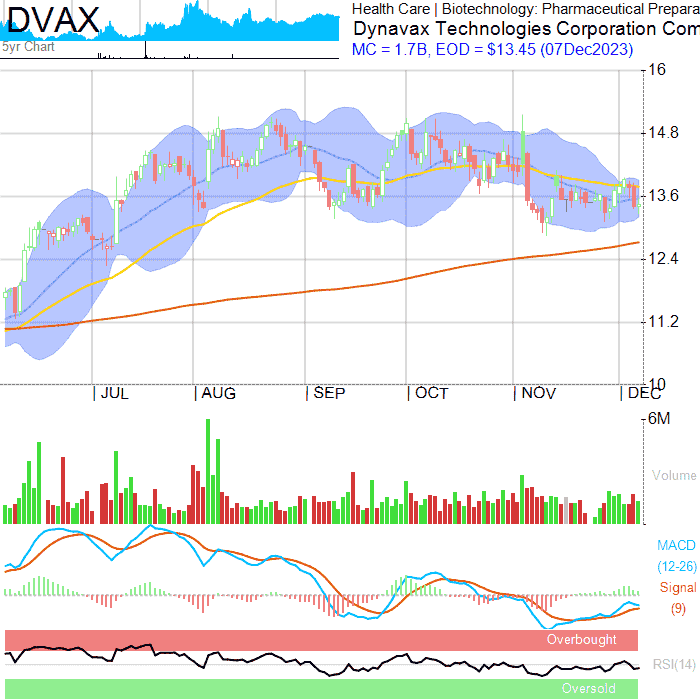 DVAX
5yr Chart
Health Care | Biotechnology: Pharmaceutical Prepara
Dynavax Technologies Corporation Com
MC = 1.7B, EOD = $13.45 (07Dec2023)
16
14.8
13.6
12.4
11.2
10
JUL AUG SEP OCT NOV DEC
6M
Volume
MACD
(12-26)
Signal
(9)
Overbought
RSI(14)
Oversold